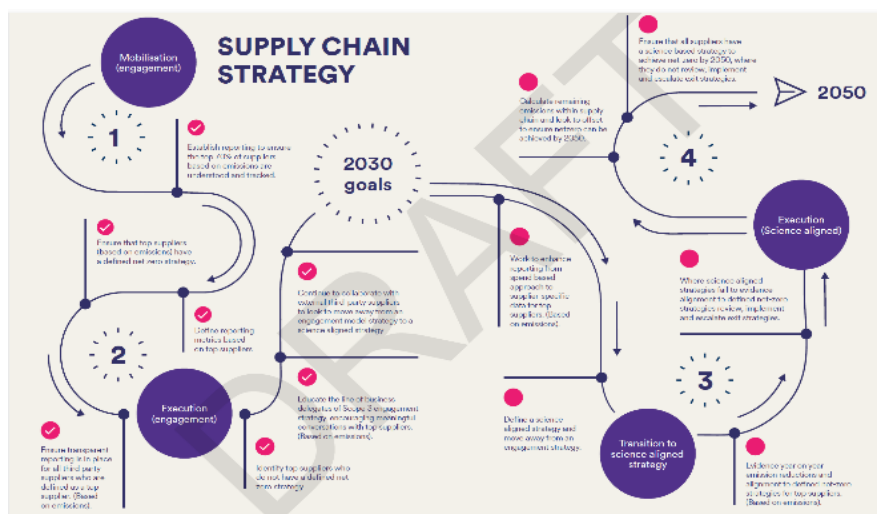 SUPPLY CHAIN
STRATEGY
Mobilisation
(engagement)
1
Establish reporting to ensure
the top 70% of suppliers
based on emissions are
understood and tracked.
Ensure that top suppliers
(based on emissions) have
a defined net zero strategy.
Define reporting
metrics based
on top suppliers
2
Execution
(engagement)
Ensure transparent
reporting is in place
for all third party
suppliers who are
defined as a top
supplier. (Based
on emissions).
Identify top suppliers who
do not have a defined net
zero strategy
Educate the line of business
delegates of Scope 3 engagement
strategy, encouraging meaningful
conversations with top suppliers.
(Based on emissions).
Continue to collaborate with
external third party suppliers
to look to move away from an
engagement model strategy to a
science aligned strategy
2030
goals
Work to enhance
reporting from
spend based
approach to
supplier specific
data for top
suppliers. (Based
on emissions)
Define a science
aligned strategy and
move away from an
engagement strategy.
Transition to
science aligned
strategy
3
Evidence year on year
emission reductions and
alignment to defined net-zero
strategies for top suppliers.
(Based on emissions).
Where science aligned
strategies fail to evidence
alignment to defined net-zero
strategies review, implement
and escalate exit strategies.
Execution
(Science aligned)
4
Calculate remaining
emissions within supply
chain and look to offset
to ensure netzero can be
achieved by 2050.
Ensure that all suppliers have
a science based strategy to
achieve net zero by 2050, where
they do not review, implement
and escalate exit strategies.
2050
DRAFT